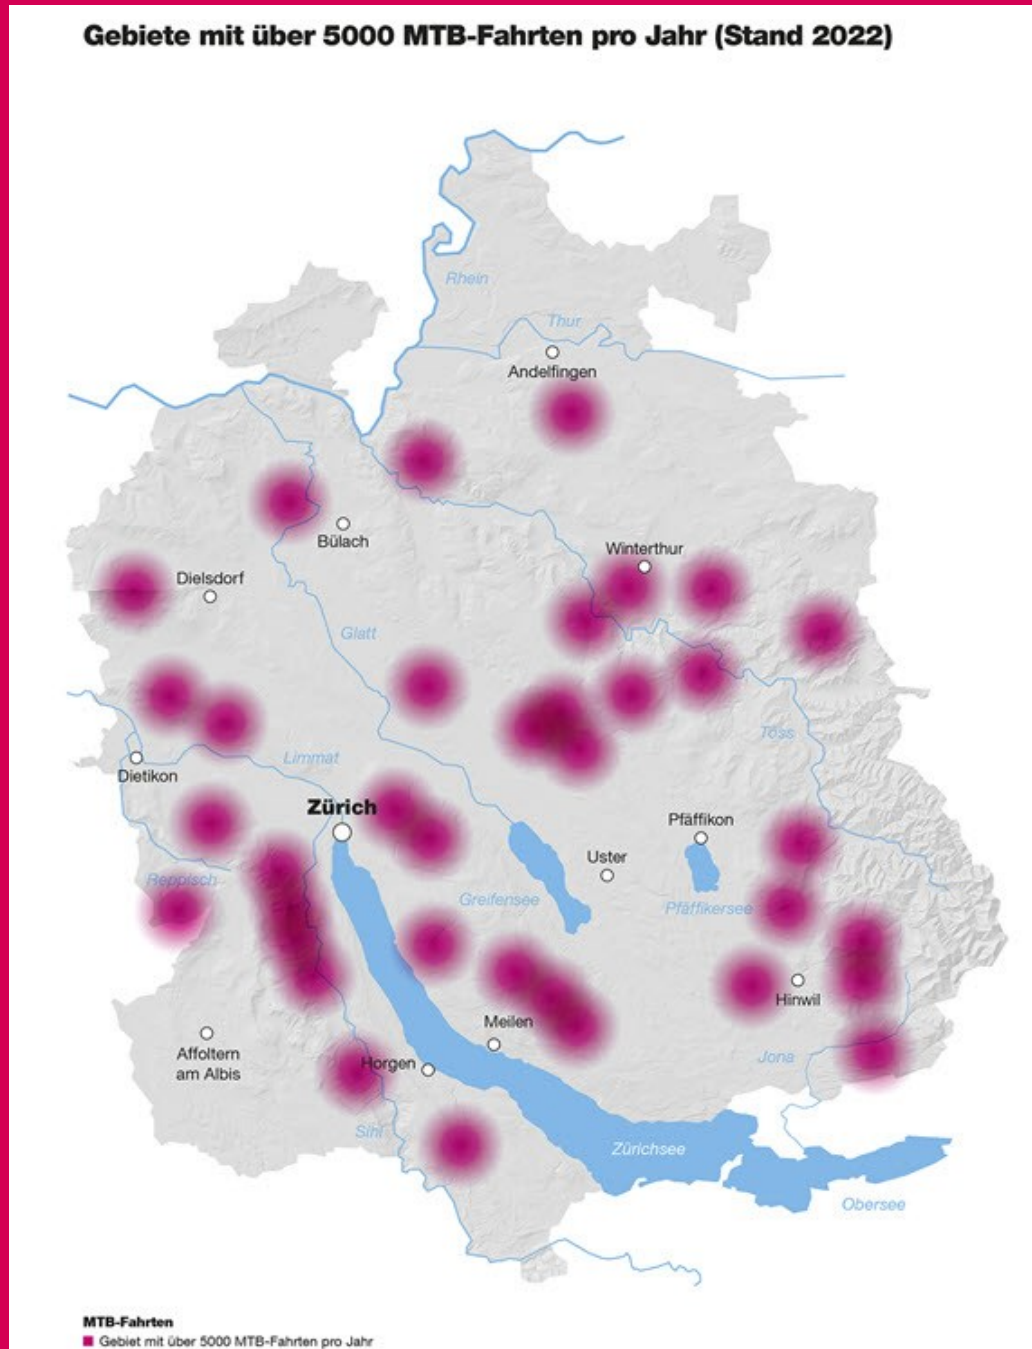 Gebiete mit über 5000 MTB-Fahrten pro Jahr (Stand 2022)
Rhein
Thur
Andelfingen
Bülach
Winterthur
Dielsdorf
Glatt
Töss
Limmat
Dietikon
Zürich
Pfäffikon
Uster
Reppisch
Greifensee
Pfäffikersee
Hinwil
Meilen
Affoltern
am Albis
Horgen
Jona
Sihl
Zürichsee
Obersee
MTB-Fahrten
Gebiet mit über 5000 MTB-Fahrten pro Jahr